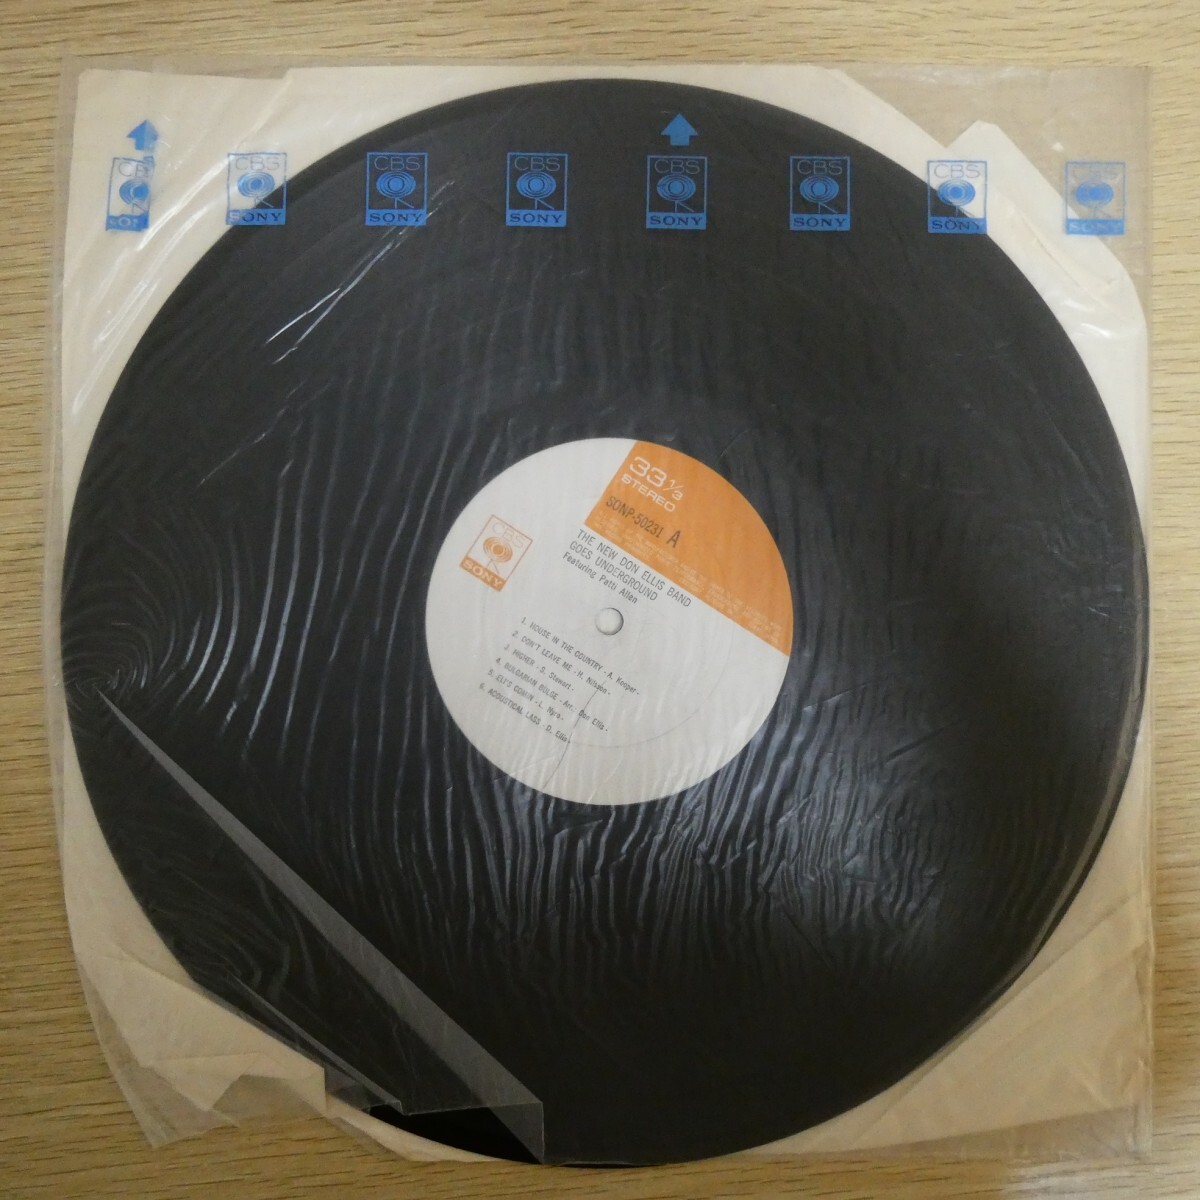 CBS
SONY
CBS
SONY
CBS
SONY
CBS
SONY
CBS
SONY
CBS
SONY
CBS
SONY
CBS
SONY
33 1/3
STEREO
SONP-50231 A
CBS
SONY
THE NEW DON ELLIS BAND
GOES UNDERGROUND
Featuring Patti Allen
1. HOUSE IN THE COUNTRY - A. Kooper -
2. DON'T LEAVE ME - H. Nilsson -
3. HIGHER - S. Stewart -
4. BULGARIAN BULGE - Arr. Don Ellis -
5. ELI'S COMIN - L. Nyro -
6. ACOUSTICAL LASS - D. Ellis -